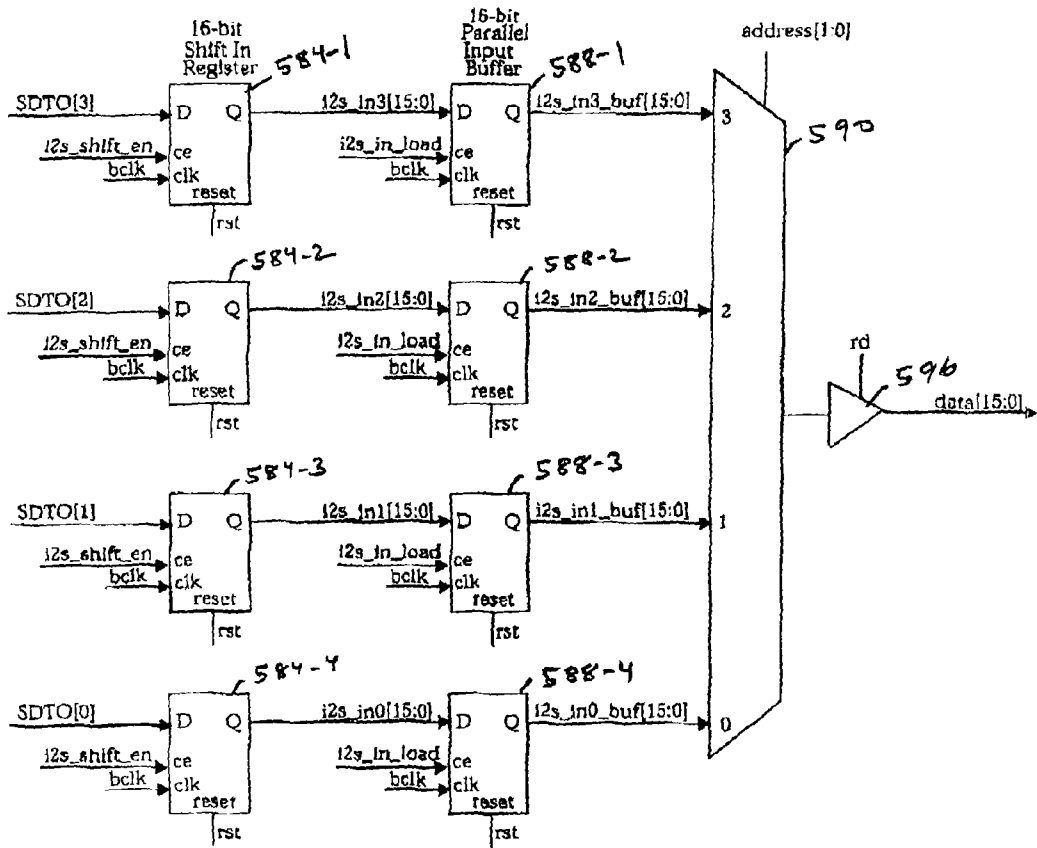 16-bit
Shift In
Register
584-1
16-bit
Parallel
Input
Buffer
588-1
address[1:0]
590
SDTO[3]
D Q
i2s_in3[15:0]
D Q
i2s_in3_buf[15:0]
3
i2s_shift_en
ce
i2s_in_load
ce
bclk
clk
bclk
clk
reset
reset
rst
rst
584-2
588-2
SDTO[2]
D Q
i2s_in2[15:0]
D Q
i2s_in2_buf[15:0]
2
i2s_shift_en
ce
i2s_in_load
ce
bclk
clk
bclk
clk
reset
reset
rst
rst
rd
596
data[15:0]
584-3
588-3
SDTO[1]
D Q
i2s_in1[15:0]
D Q
i2s_in1_buf[15:0]
1
i2s_shift_en
ce
i2s_in_load
ce
bclk
clk
bclk
clk
reset
reset
rst
rst
584-4
588-4
SDTO[0]
D Q
i2s_in0[15:0]
D Q
i2s_in0_buf[15:0]
0
i2s_shift_en
ce
i2s_in_load
ce
bclk
clk
bclk
clk
reset
reset
rst
rst